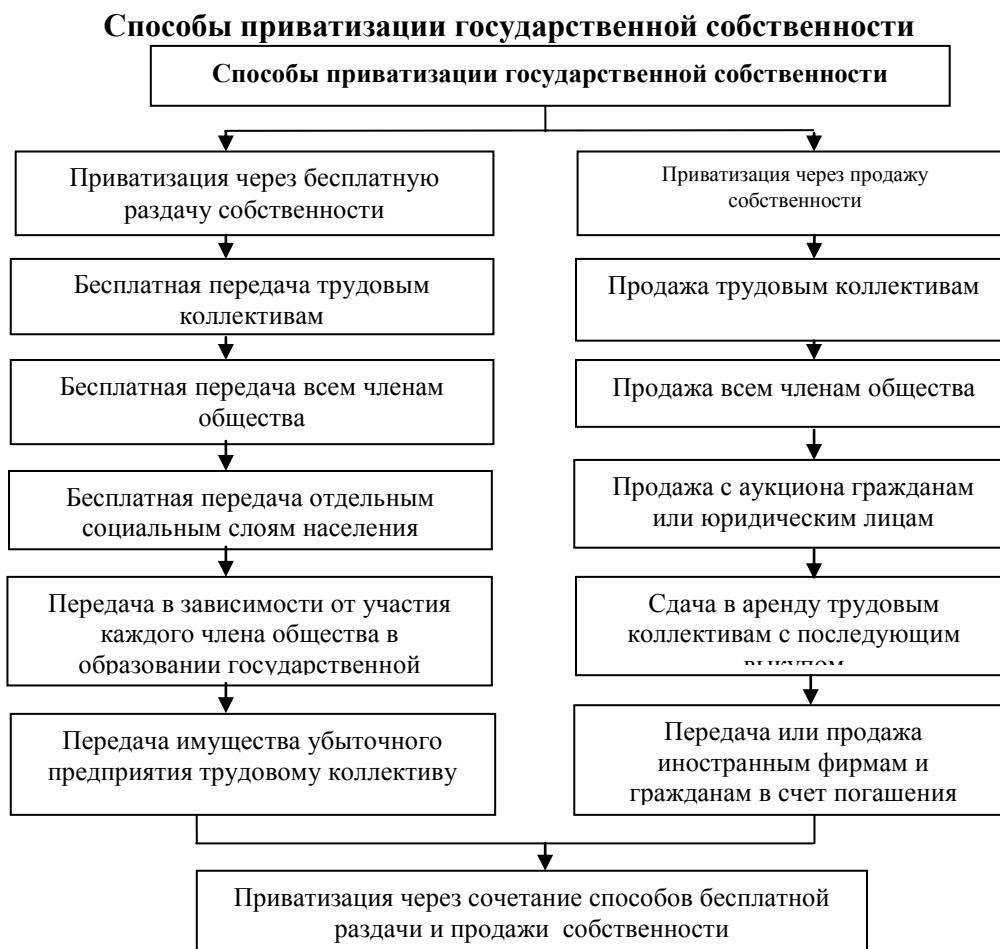 Способы приватизации государственной собственности
Способы приватизации государственной собственности
Приватизация через бесплатную
раздачу собственности
Бесплатная передача трудовым
коллективам
Бесплатная передача всем членам
общества
Бесплатная передача отдельным
социальным слоям населения
Передача в зависимости от участия
каждого члена общества в
образовании государственной
Передача имущества убыточного
предприятия трудовому коллективу
Приватизация через продажу
собственности
Продажа трудовым коллективам
Продажа всем членам общества
Продажа с аукциона гражданам
или юридическим лицам
Сдача в аренду трудовым
коллективам с последующим
выкупом
Передача или продажа
иностранным фирмам и
гражданам в счет погашения
Приватизация через сочетание способов бесплатной
раздачи и продажи собственности